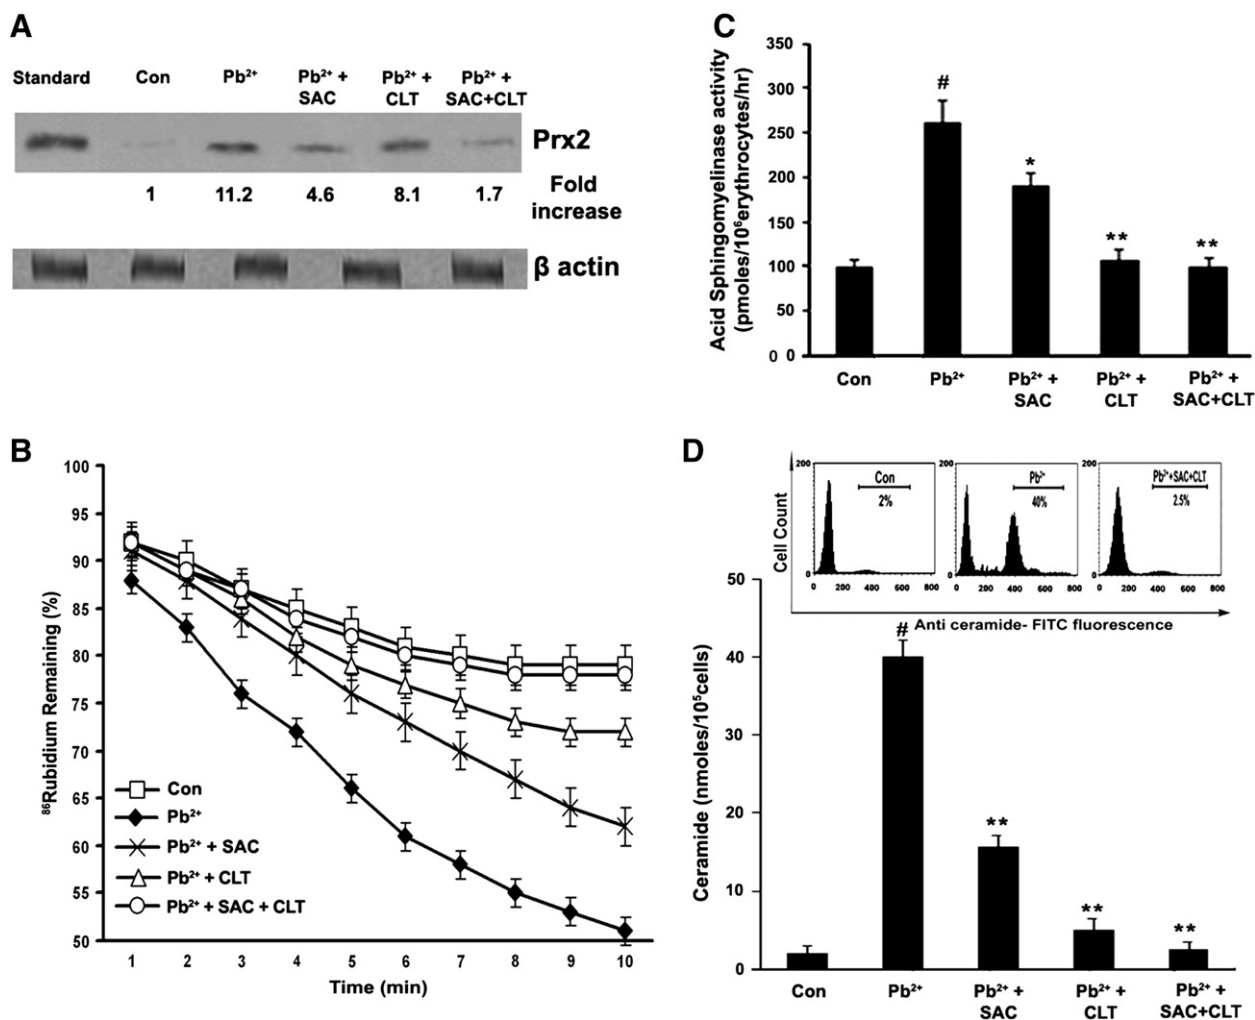 A
Standard Con Pb²⁺ Pb²⁺ + SAC Pb²⁺ + CLT Pb²⁺ + SAC+CLT
Prx2
1 11.2 4.6 8.1 1.7 Fold increase
β actin
C
Acid Sphingomyelinase activity
(pmoles/10⁶erythrocytes/hr)
350
300
250
200
150
100
50
0 0
#
*
**
**
Con Pb²⁺ Pb²⁺ + SAC Pb²⁺ + CLT Pb²⁺ + SAC+CLT
B
⁸⁶Rubidium Remaining (%)
100
95
90
85
80
75
70
65
60
55
50
Con
Pb²⁺
Pb²⁺ + SAC
Pb²⁺ + CLT
Pb²⁺ + SAC + CLT
1 2 3 4 5 6 7 8 9 10
Time (min)
D
Cell Count
200 200 200
Con Pb²⁺ Pb²⁺+SAC+CLT
2% 40% 2.5%
0 0 0
0 200 400 600 800 0 200 400 600 800 0 200 400 600 800
Anti ceramide- FITC fluorescence
Ceramide (nmoles/10⁵cells)
50
40
30
20
10
0
#
**
**
**
Con Pb²⁺ Pb²⁺ + SAC Pb²⁺ + CLT Pb²⁺ + SAC+CLT